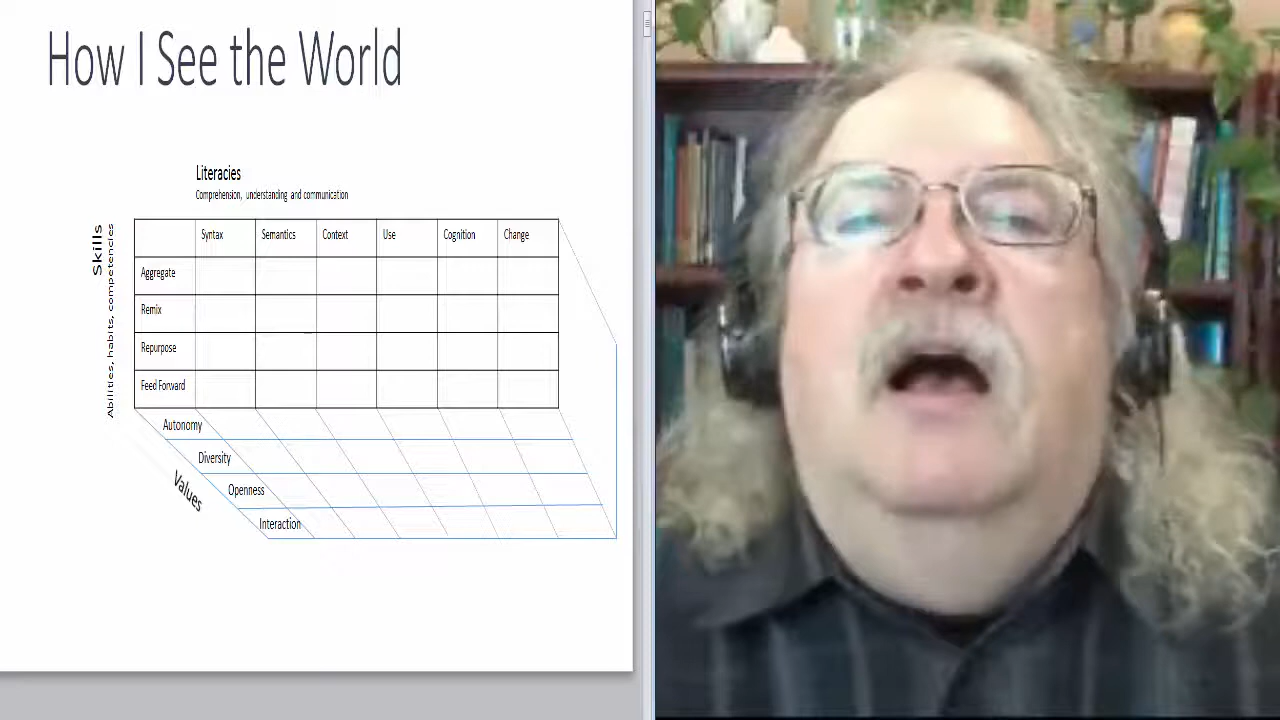 How I See the World
Literacies
Comprehension, understanding and communication
Skills
Abilities, habits, competencies
Syntax Semantics Context Use Cognition Change
Aggregate
Remix
Repurpose
Feed Forward
Autonomy
Diversity
Openness
Interaction
Values